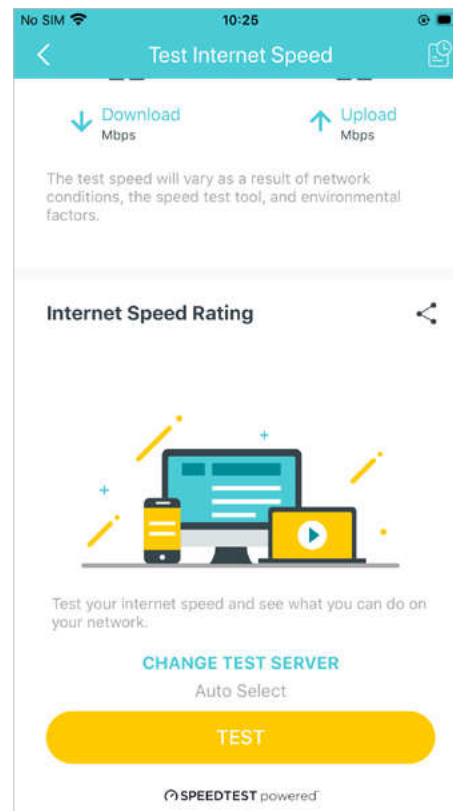 No SIM 10:25
Test Internet Speed
-- --
Download
Mbps
Upload
Mbps
The test speed will vary as a result of network
conditions, the speed test tool, and environmental
factors.
Internet Speed Rating
Test your internet speed and see what you can do on
your network.
CHANGE TEST SERVER
Auto Select
TEST
SPEEDTEST powered